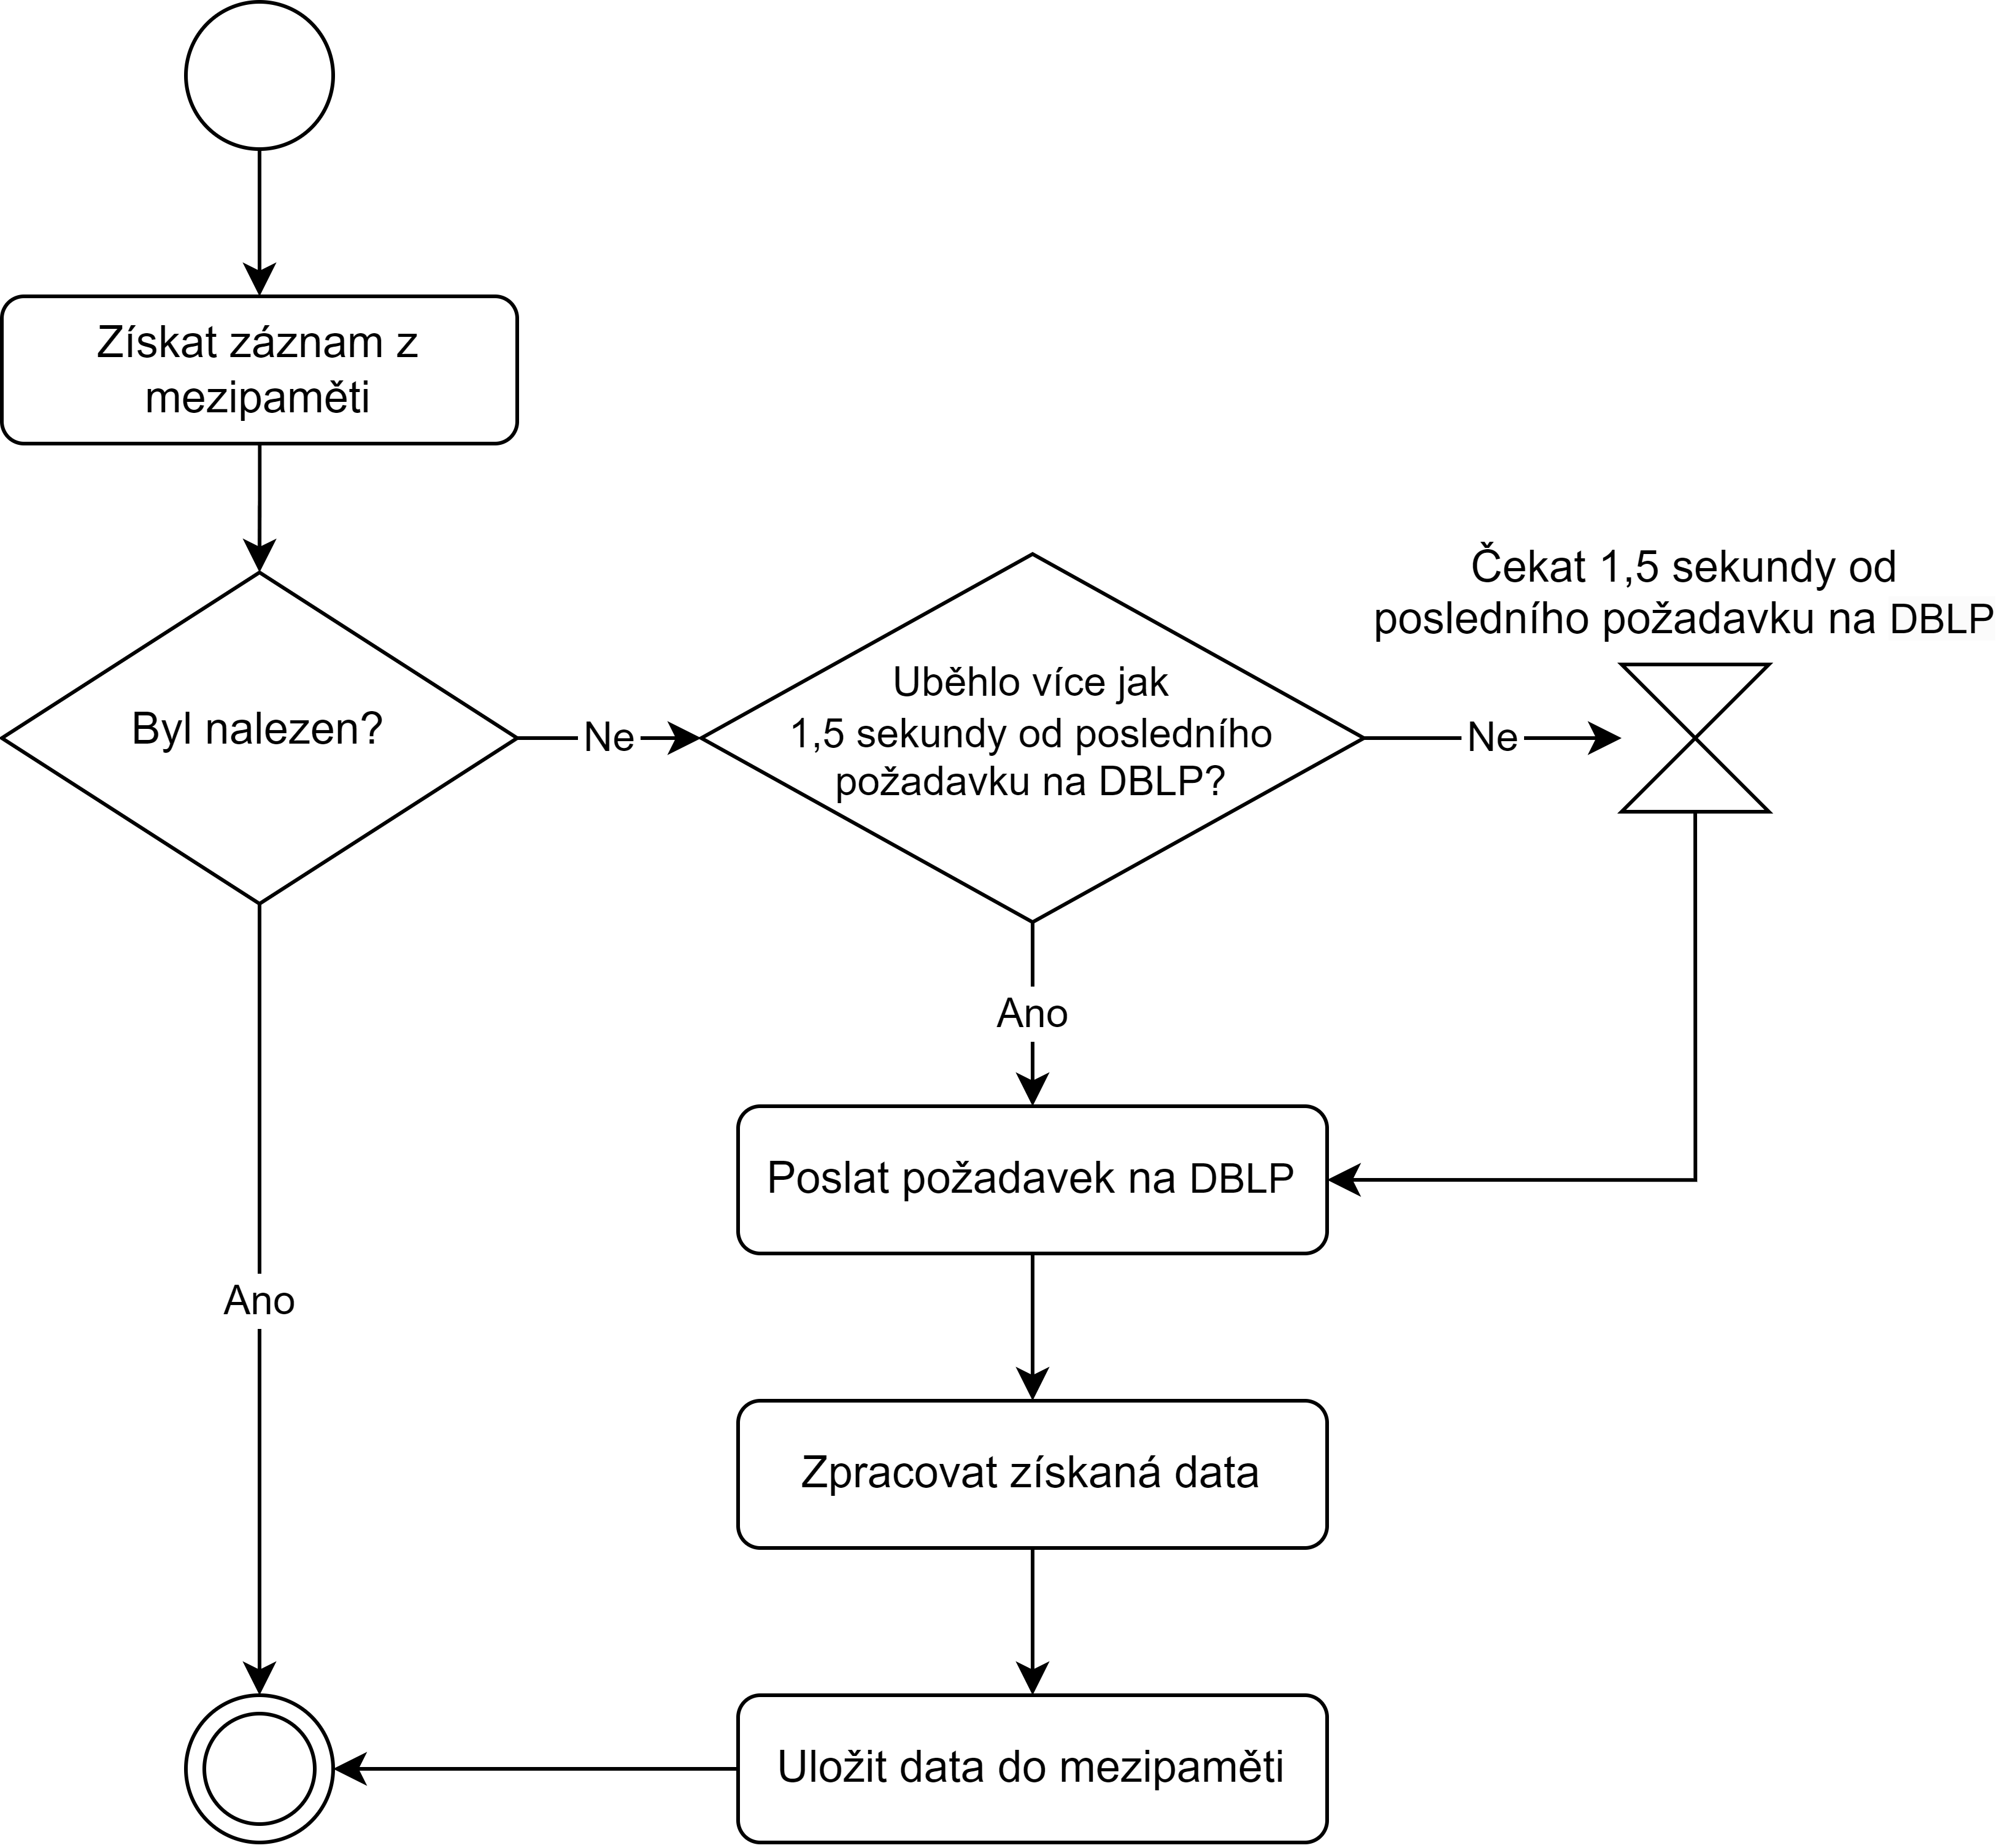 Získat záznam z
mezipaměti
Čekat 1,5 sekundy od
posledního požadavku na DBLP
Byl nalezen?
Ne
Uběhlo více jak
1,5 sekundy od posledního
požadavku na DBLP?
Ne
Ano
Poslat požadavek na DBLP
Ano
Zpracovat získaná data
Uložit data do mezipaměti